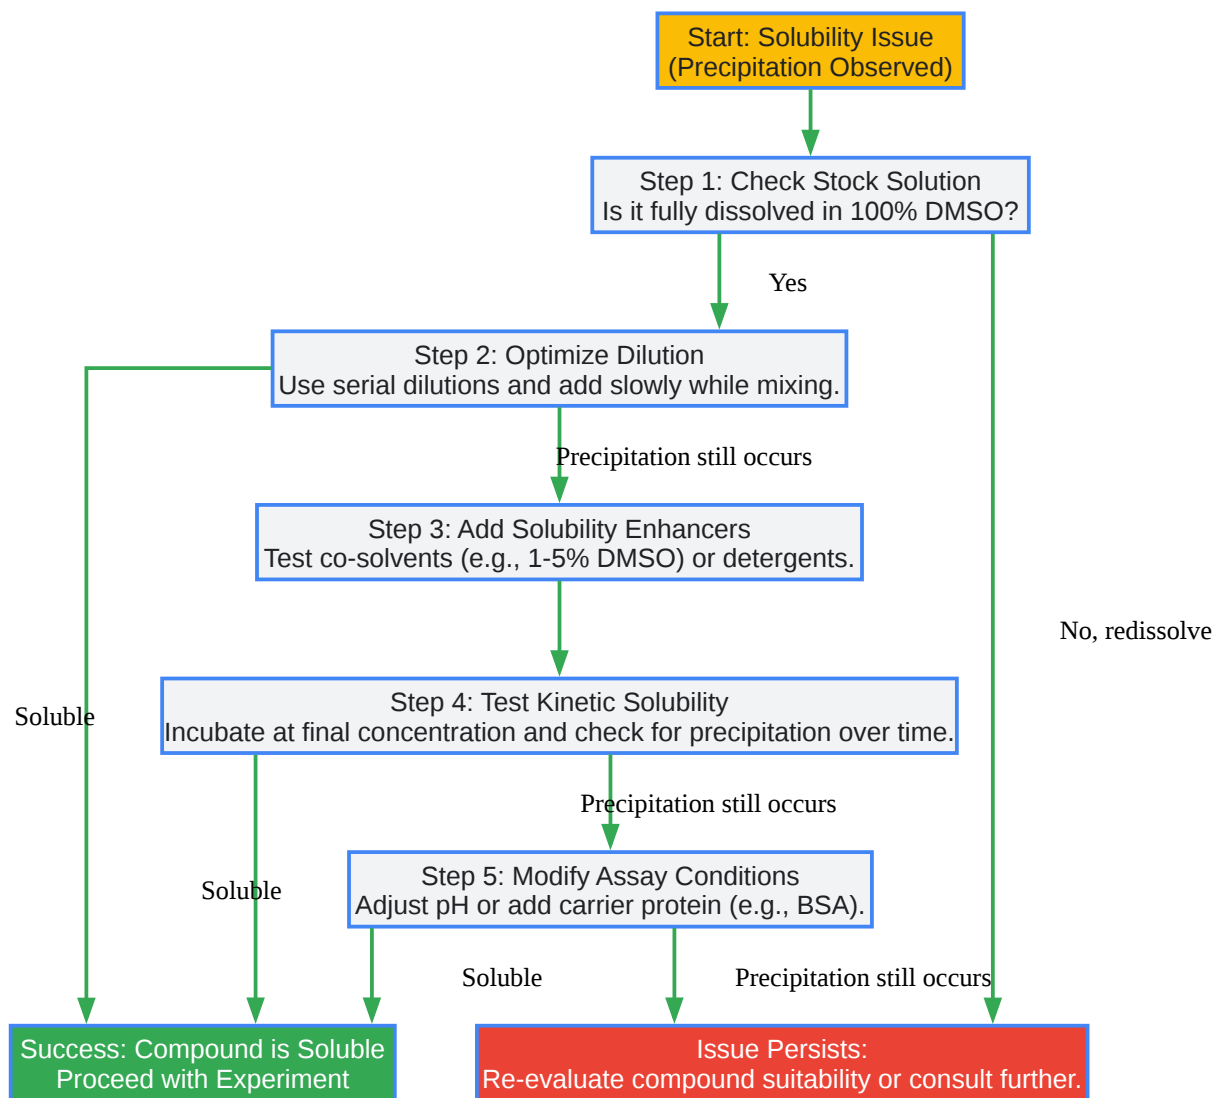 Start: Solubility Issue
(Precipitation Observed)
Step 1: Check Stock Solution
Is it fully dissolved in 100% DMSO?
Yes
Step 2: Optimize Dilution
Use serial dilutions and add slowly while mixing.
Precipitation still occurs
Step 3: Add Solubility Enhancers
Test co-solvents (e.g., 1-5% DMSO) or detergents.
No, redissolve
Step 4: Test Kinetic Solubility
Incubate at final concentration and check for precipitation over time.
Soluble
Precipitation still occurs
Step 5: Modify Assay Conditions
Adjust pH or add carrier protein (e.g., BSA).
Soluble
Soluble
Precipitation still occurs
Success: Compound is Soluble
Proceed with Experiment
Issue Persists:
Re-evaluate compound suitability or consult further.